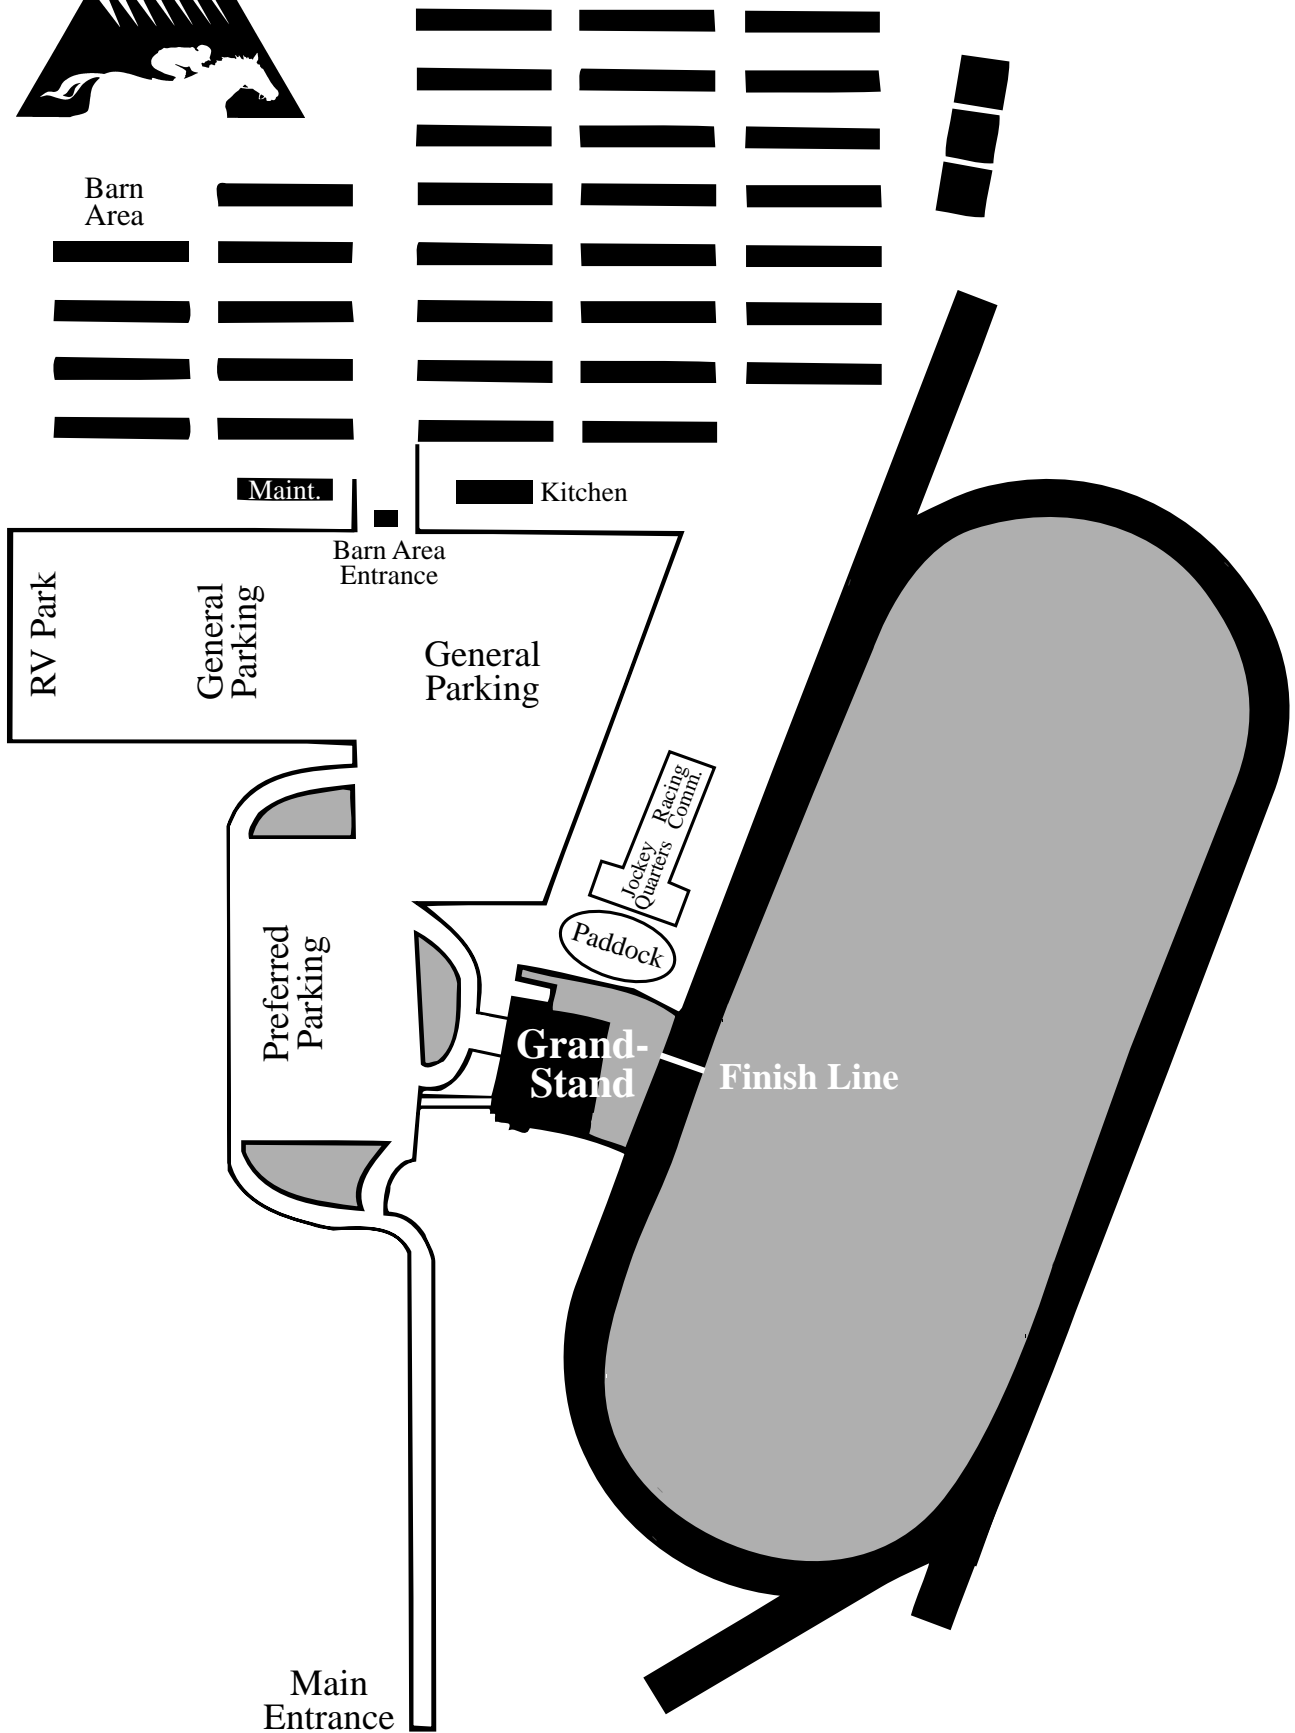 Barn
Area
Maint.
Kitchen
Barn Area
Entrance
RV Park
General
Parking
General
Parking
Racing
Comm.
Jockey
Quarters
Paddock
Preferred
Parking
Grand-
Stand
Finish Line
Main
Entrance